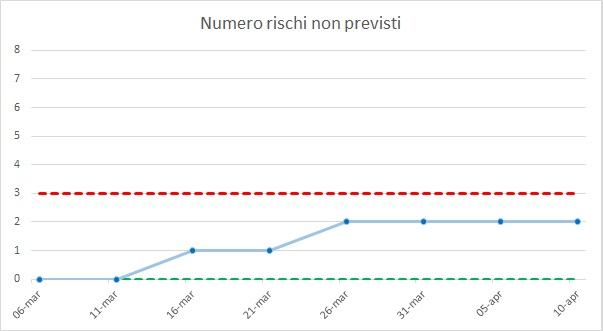 Numero rischi non previsti
8
7
6
5
4
3
2
1
0
06-mar
11-mar
16-mar
21-mar
26-mar
31-mar
05-apr
10-apr